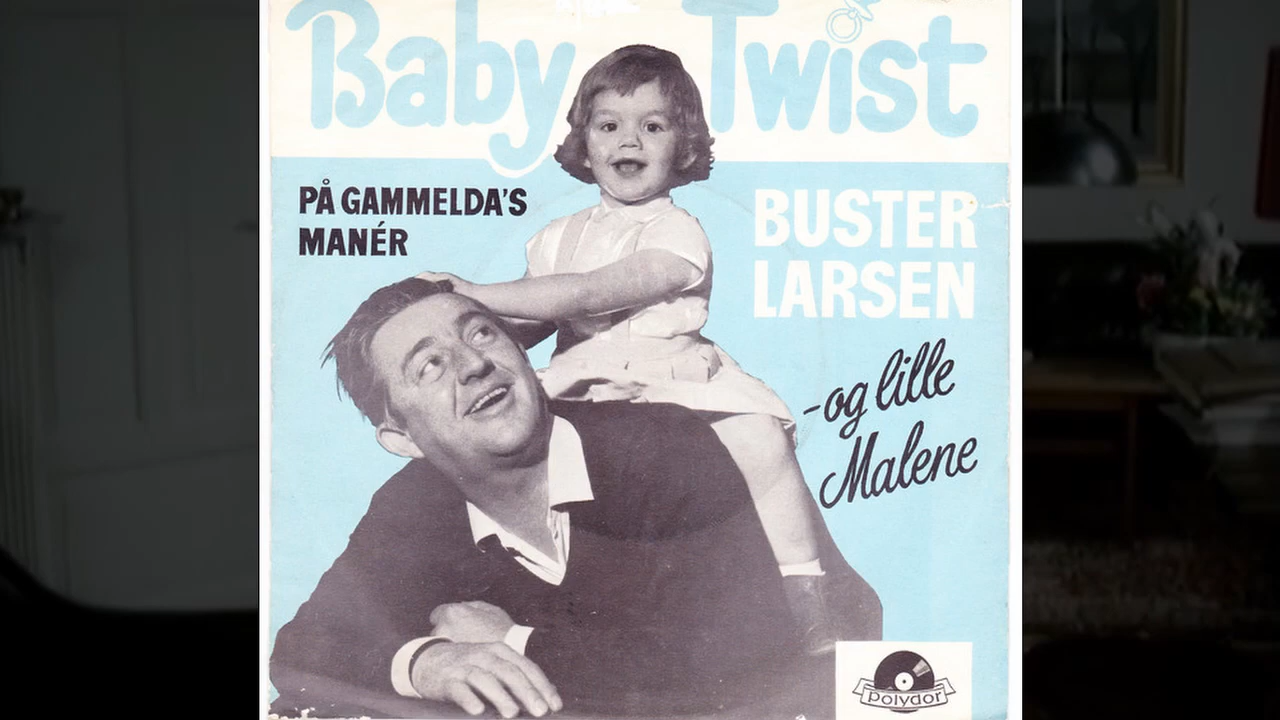 Baby Twist
PÅ GAMMELDA'S
MANÉR
BUSTER
LARSEN
-og lille
Malene
Polydor